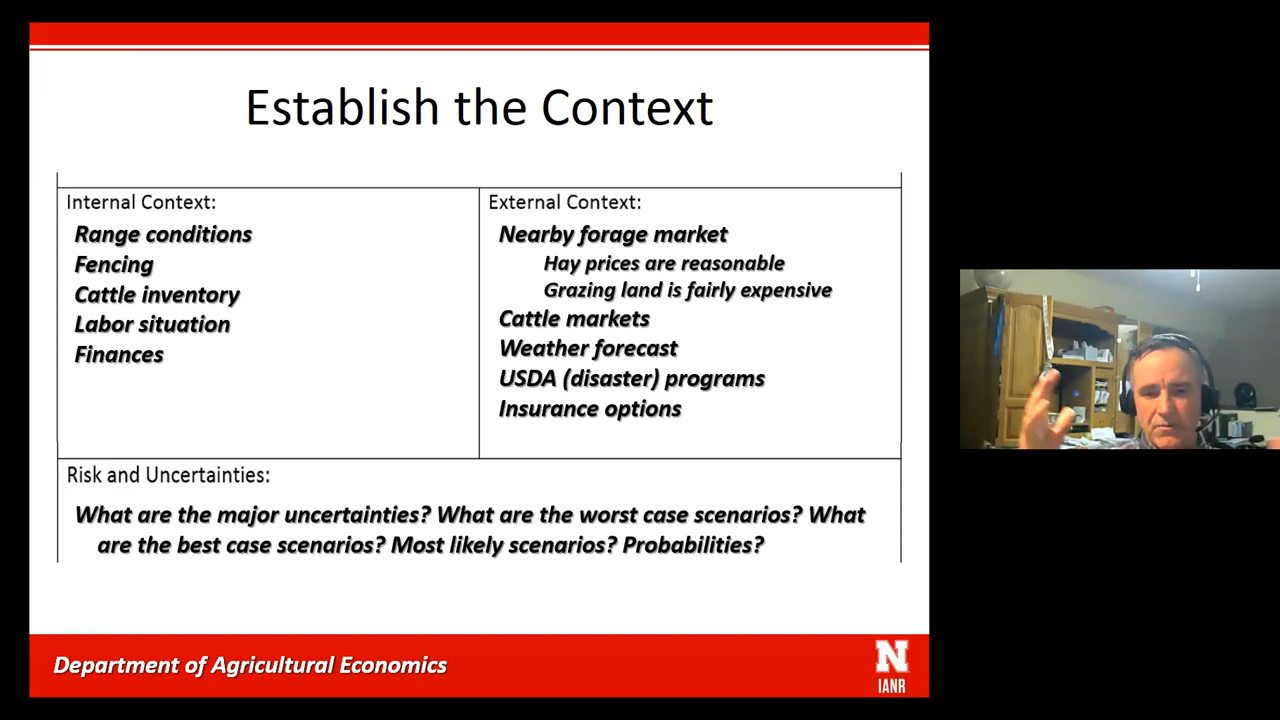 Establish the Context
Internal Context:
Range conditions
Fencing
Cattle inventory
Labor situation
Finances
External Context:
Nearby forage market
Hay prices are reasonable
Grazing land is fairly expensive
Cattle markets
Weather forecast
USDA (disaster) programs
Insurance options
Risk and Uncertainties:
What are the major uncertainties? What are the worst case scenarios? What
are the best case scenarios? Most likely scenarios? Probabilities?
Department of Agricultural Economics
N
IANR